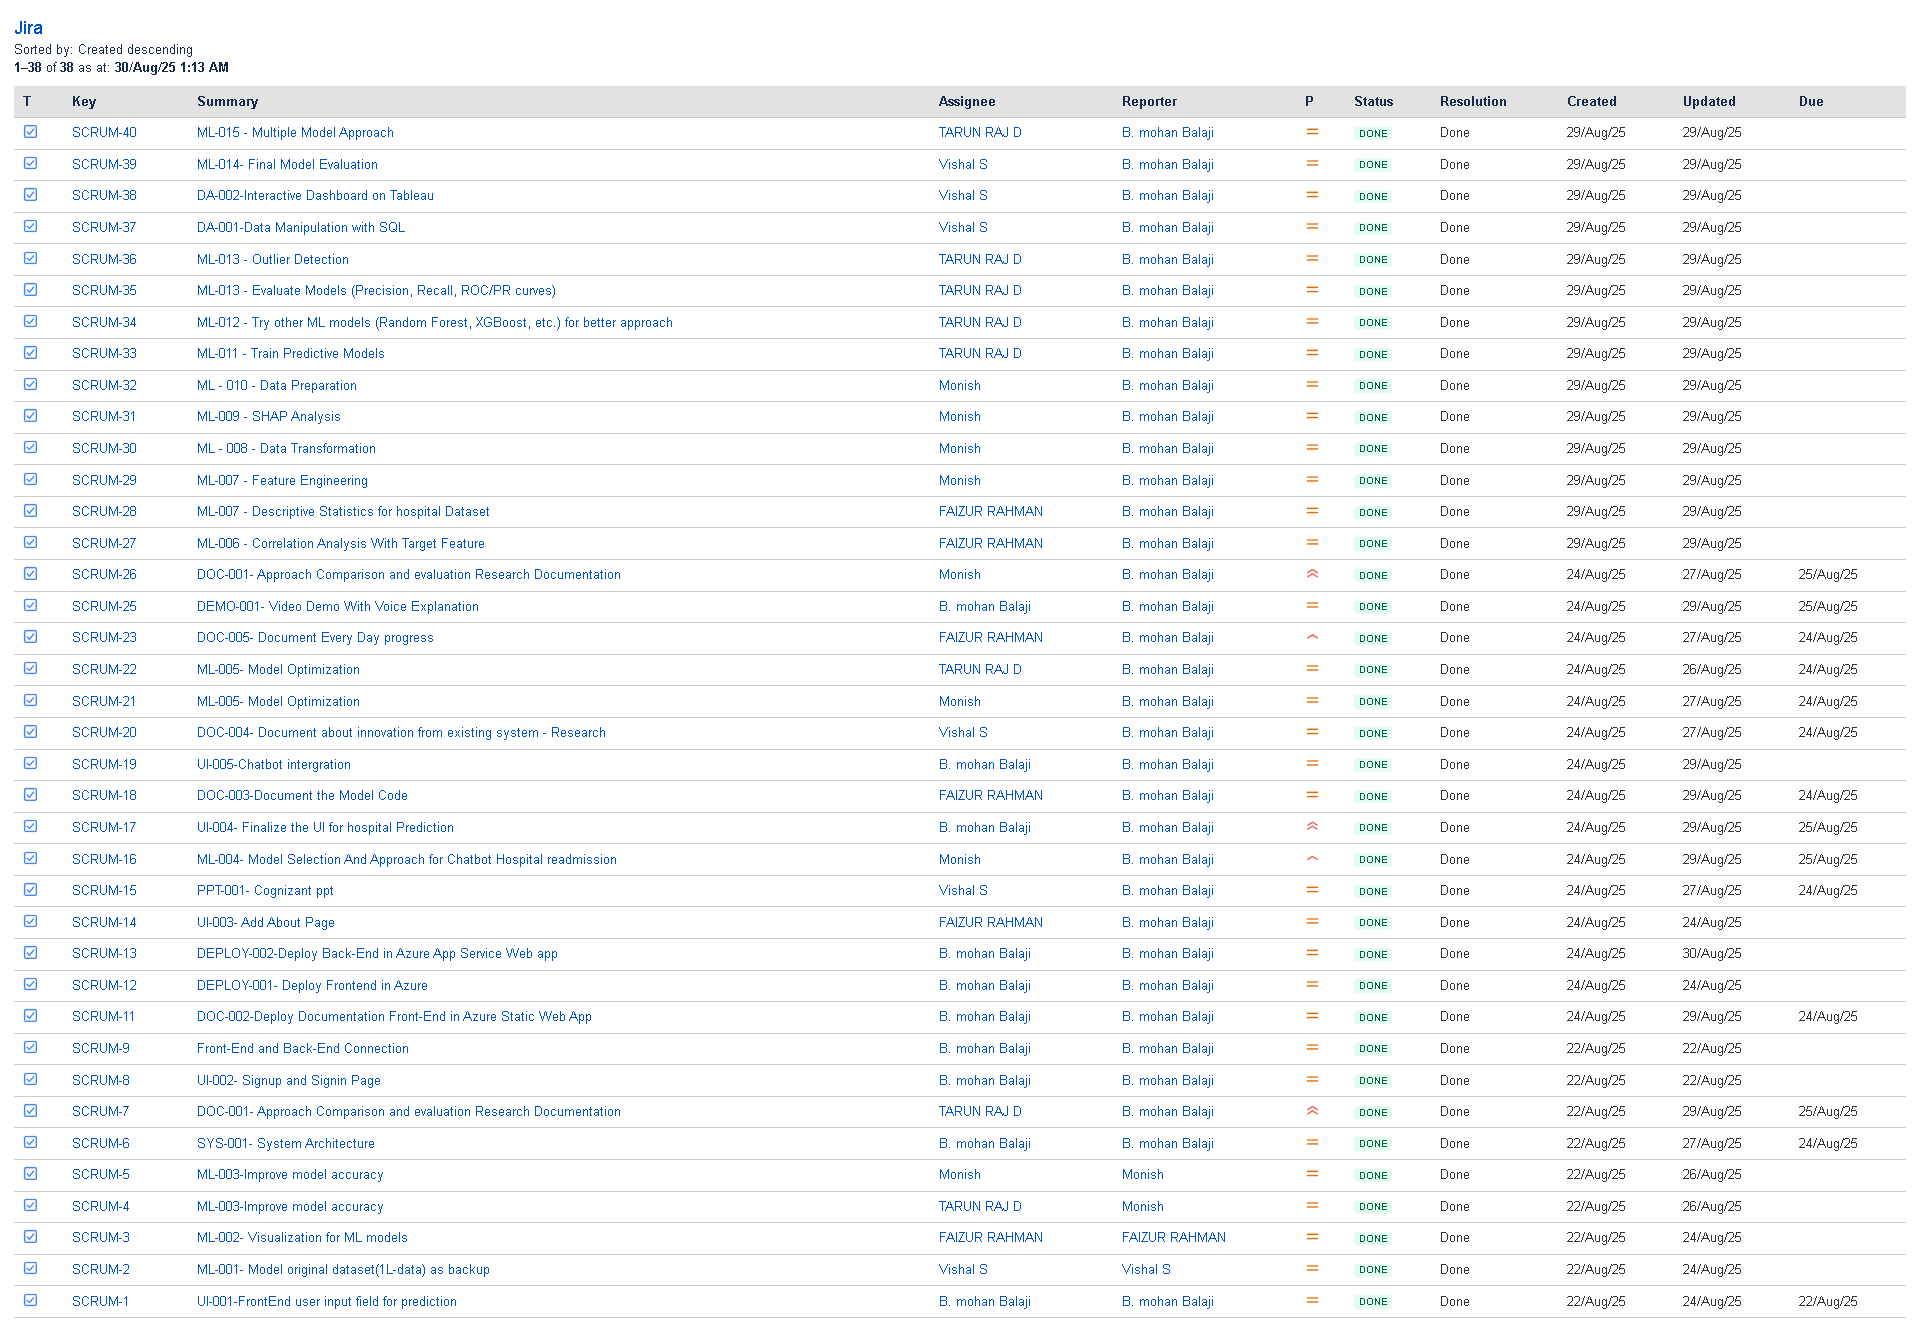 Jira
Sorted by: Created descending
1–38 of 38 as at: 30/Aug/25 1:13 AM
T Key Summary Assignee Reporter P Status Resolution Created Updated Due
SCRUM-40 ML-015 - Multiple Model Approach TARUN RAJ D B. mohan Balaji DONE Done 29/Aug/25 29/Aug/25
SCRUM-39 ML-014- Final Model Evaluation Vishal S B. mohan Balaji DONE Done 29/Aug/25 29/Aug/25
SCRUM-38 DA-002-Interactive Dashboard on Tableau Vishal S B. mohan Balaji DONE Done 29/Aug/25 29/Aug/25
SCRUM-37 DA-001-Data Manipulation with SQL Vishal S B. mohan Balaji DONE Done 29/Aug/25 29/Aug/25
SCRUM-36 ML-013 - Outlier Detection TARUN RAJ D B. mohan Balaji DONE Done 29/Aug/25 29/Aug/25
SCRUM-35 ML-013 - Evaluate Models (Precision, Recall, ROC/PR curves) TARUN RAJ D B. mohan Balaji DONE Done 29/Aug/25 29/Aug/25
SCRUM-34 ML-012 - Try other ML models (Random Forest, XGBoost, etc.) for better approach TARUN RAJ D B. mohan Balaji DONE Done 29/Aug/25 29/Aug/25
SCRUM-33 ML-011 - Train Predictive Models TARUN RAJ D B. mohan Balaji DONE Done 29/Aug/25 29/Aug/25
SCRUM-32 ML - 010 - Data Preparation Monish B. mohan Balaji DONE Done 29/Aug/25 29/Aug/25
SCRUM-31 ML-009 - SHAP Analysis Monish B. mohan Balaji DONE Done 29/Aug/25 29/Aug/25
SCRUM-30 ML - 008 - Data Transformation Monish B. mohan Balaji DONE Done 29/Aug/25 29/Aug/25
SCRUM-29 ML-007 - Feature Engineering Monish B. mohan Balaji DONE Done 29/Aug/25 29/Aug/25
SCRUM-28 ML-007 - Descriptive Statistics for hospital Dataset FAIZUR RAHMAN B. mohan Balaji DONE Done 29/Aug/25 29/Aug/25
SCRUM-27 ML-006 - Correlation Analysis With Target Feature FAIZUR RAHMAN B. mohan Balaji DONE Done 29/Aug/25 29/Aug/25
SCRUM-26 DOC-001- Approach Comparison and evaluation Research Documentation Monish B. mohan Balaji DONE Done 24/Aug/25 27/Aug/25 25/Aug/25
SCRUM-25 DEMO-001- Video Demo With Voice Explanation B. mohan Balaji B. mohan Balaji DONE Done 24/Aug/25 29/Aug/25 25/Aug/25
SCRUM-23 DOC-005- Document Every Day progress FAIZUR RAHMAN B. mohan Balaji DONE Done 24/Aug/25 27/Aug/25 24/Aug/25
SCRUM-22 ML-005- Model Optimization TARUN RAJ D B. mohan Balaji DONE Done 24/Aug/25 26/Aug/25 24/Aug/25
SCRUM-21 ML-005- Model Optimization Monish B. mohan Balaji DONE Done 24/Aug/25 27/Aug/25 24/Aug/25
SCRUM-20 DOC-004- Document about innovation from existing system - Research Vishal S B. mohan Balaji DONE Done 24/Aug/25 27/Aug/25 24/Aug/25
SCRUM-19 UI-005-Chatbot intergration B. mohan Balaji B. mohan Balaji DONE Done 24/Aug/25 29/Aug/25
SCRUM-18 DOC-003-Document the Model Code FAIZUR RAHMAN B. mohan Balaji DONE Done 24/Aug/25 29/Aug/25 24/Aug/25
SCRUM-17 UI-004- Finalize the UI for hospital Prediction B. mohan Balaji B. mohan Balaji DONE Done 24/Aug/25 29/Aug/25 25/Aug/25
SCRUM-16 ML-004- Model Selection And Approach for Chatbot Hospital readmission Monish B. mohan Balaji DONE Done 24/Aug/25 29/Aug/25 25/Aug/25
SCRUM-15 PPT-001- Cognizant ppt Vishal S B. mohan Balaji DONE Done 24/Aug/25 27/Aug/25 24/Aug/25
SCRUM-14 UI-003- Add About Page FAIZUR RAHMAN B. mohan Balaji DONE Done 24/Aug/25 24/Aug/25
SCRUM-13 DEPLOY-002-Deploy Back-End in Azure App Service Web app B. mohan Balaji B. mohan Balaji DONE Done 24/Aug/25 30/Aug/25
SCRUM-12 DEPLOY-001- Deploy Frontend in Azure B. mohan Balaji B. mohan Balaji DONE Done 24/Aug/25 24/Aug/25
SCRUM-11 DOC-002-Deploy Documentation Front-End in Azure Static Web App B. mohan Balaji B. mohan Balaji DONE Done 24/Aug/25 29/Aug/25 24/Aug/25
SCRUM-9 Front-End and Back-End Connection B. mohan Balaji B. mohan Balaji DONE Done 22/Aug/25 22/Aug/25
SCRUM-8 UI-002- Signup and Signin Page B. mohan Balaji B. mohan Balaji DONE Done 22/Aug/25 22/Aug/25
SCRUM-7 DOC-001- Approach Comparison and evaluation Research Documentation TARUN RAJ D B. mohan Balaji DONE Done 22/Aug/25 29/Aug/25 25/Aug/25
SCRUM-6 SYS-001- System Architecture B. mohan Balaji B. mohan Balaji DONE Done 22/Aug/25 27/Aug/25 24/Aug/25
SCRUM-5 ML-003-Improve model accuracy Monish Monish DONE Done 22/Aug/25 26/Aug/25
SCRUM-4 ML-003-Improve model accuracy TARUN RAJ D Monish DONE Done 22/Aug/25 26/Aug/25
SCRUM-3 ML-002- Visualization for ML models FAIZUR RAHMAN FAIZUR RAHMAN DONE Done 22/Aug/25 24/Aug/25
SCRUM-2 ML-001- Model original dataset(1L-data) as backup Vishal S Vishal S DONE Done 22/Aug/25 24/Aug/25
SCRUM-1 UI-001-FrontEnd user input field for prediction B. mohan Balaji B. mohan Balaji DONE Done 22/Aug/25 24/Aug/25 22/Aug/25